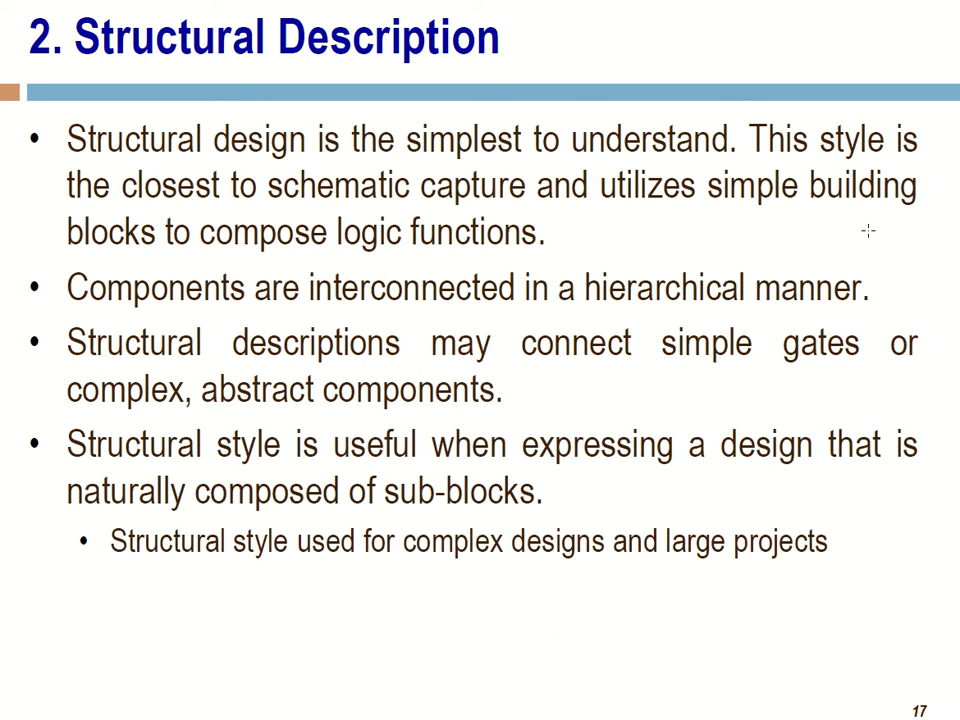 2. Structural Description
• Structural design is the simplest to understand. This style is
the closest to schematic capture and utilizes simple building
blocks to compose logic functions.
• Components are interconnected in a hierarchical manner.
• Structural descriptions may connect simple gates or
complex, abstract components.
• Structural style is useful when expressing a design that is
naturally composed of sub-blocks.
• Structural style used for complex designs and large projects
17